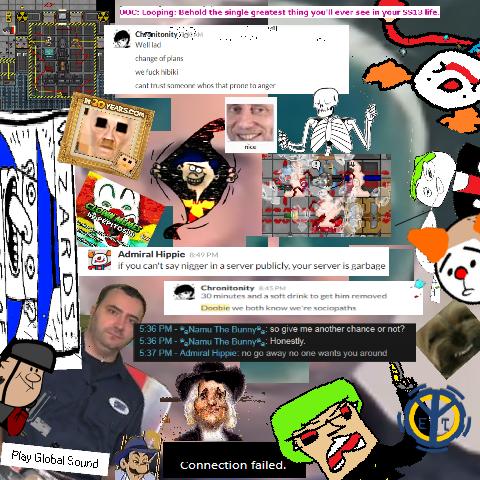 OOC: Looping: Behold the single greatest thing you'll ever see in your SS13 life.
Chronitonity
Well lad
change of plans
we fuck hibiki
cant trust someone whos that prone to anger
IN 20 YEARS.COM
nice
ZARDS
CLOWN MIMES
Admiral Hippie 8:49 PM
if you can't say nigger in a server publicly, your server is garbage
Chronitonity 8:45 PM
30 minutes and a soft drink to get him removed
Doobie we both know we're sociopaths
5:36 PM - Namu The Bunny: so give me another chance or not?
5:36 PM - Namu The Bunny: Honestly.
5:37 PM - Admiral Hippie: no go away no one wants you around
Play Global Sound
Connection failed.